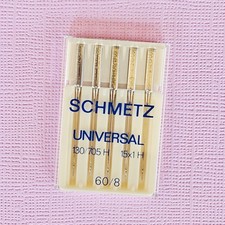 SCHMETZ
UNIVERSAL
130/705 H 15x1 H
60/8